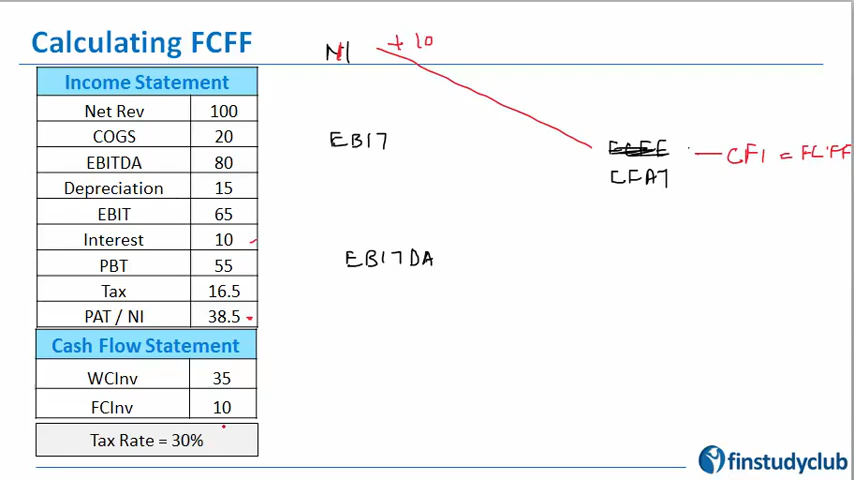 Calculating FCFF
NI + 10
Income Statement
Net Rev 100
COGS 20
EBITDA 80
Depreciation 15
EBIT 65
Interest 10
PBT 55
Tax 16.5
PAT / NI 38.5
Cash Flow Statement
WCInv 35
FCInv 10
Tax Rate = 30%
EBIT
FCFF — CFI = FCFF
CFAT
EBITDA
finstudyclub